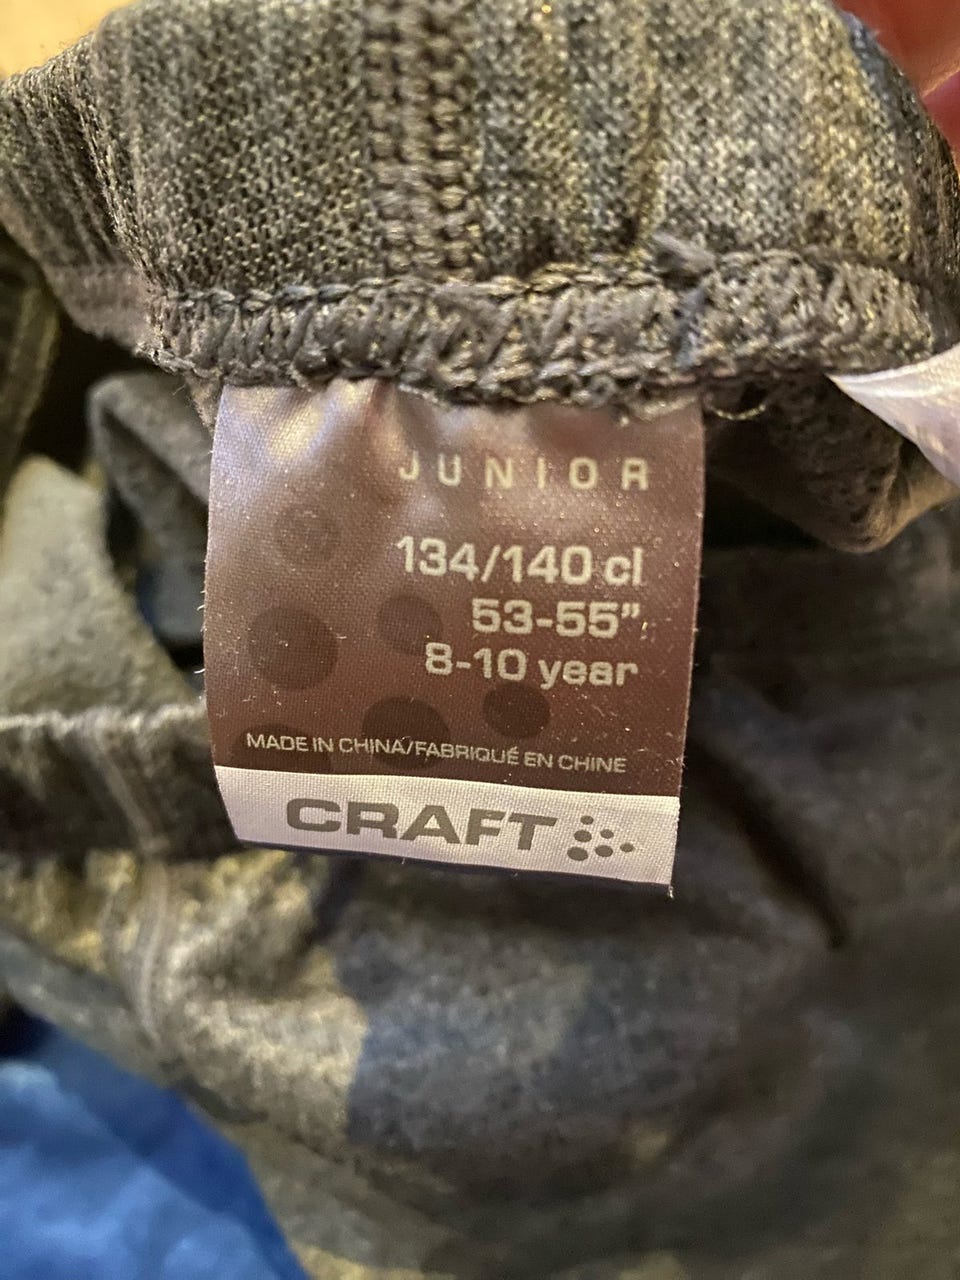 JUNIOR
134/140 cl
53-55”
8-10 year
MADE IN CHINA/FABRIQUÉ EN CHINE
CRAFT